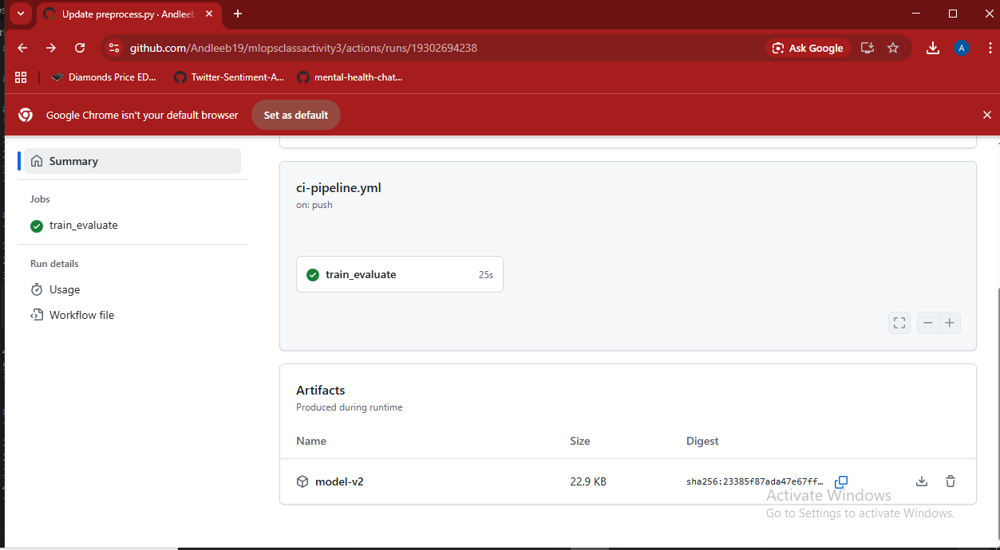 Update preprocess.py · Andleeb
github.com/Andleeb19/mlopsclassactivity3/actions/runs/19302694238
Ask Google
A
Diamonds Price ED...
Twitter-Sentiment-A...
mental-health-chat...
Google Chrome isn't your default browser
Set as default
Summary
Jobs
train_evaluate
Run details
Usage
Workflow file
ci-pipeline.yml
on: push
train_evaluate
25s
Artifacts
Produced during runtime
Name Size Digest
model-v2 22.9 KB sha256:23385f87ada47e67ff…
Activate Windows
Go to Settings to activate Windows.